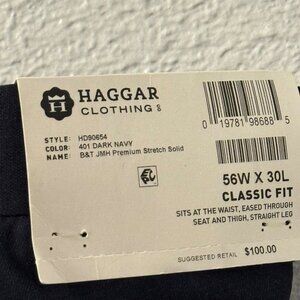 H
HAGGAR
CLOTHING CO
STYLE: HD90654
COLOR: 401 DARK NAVY
NAME: B&T JMH Premium Stretch Solid
0 19781 98688 5
56W X 30L
CLASSIC FIT
SITS AT THE WAIST, EASED THROUGH
SEAT AND THIGH, STRAIGHT LEG
SUGGESTED RETAIL $100.00